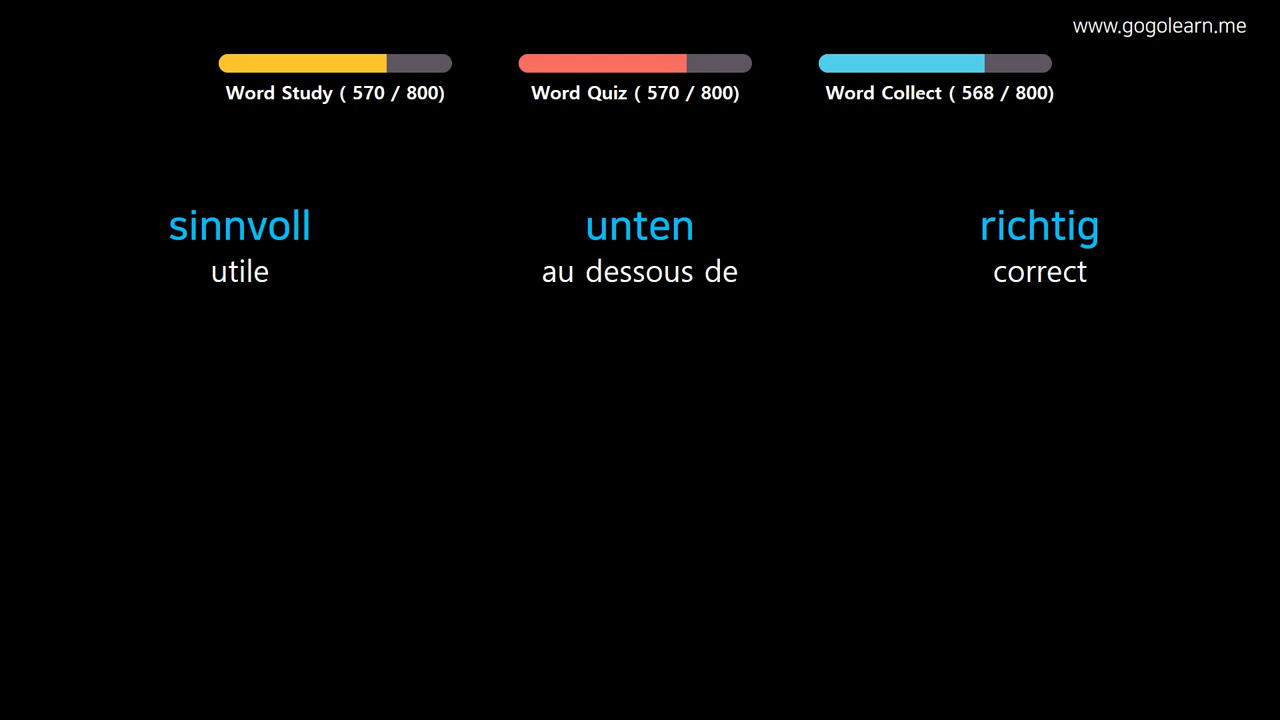 www.gogolearn.me
Word Study ( 570 / 800)
Word Quiz ( 570 / 800)
Word Collect ( 568 / 800)
sinnvoll
utile
unten
au dessous de
richtig
correct